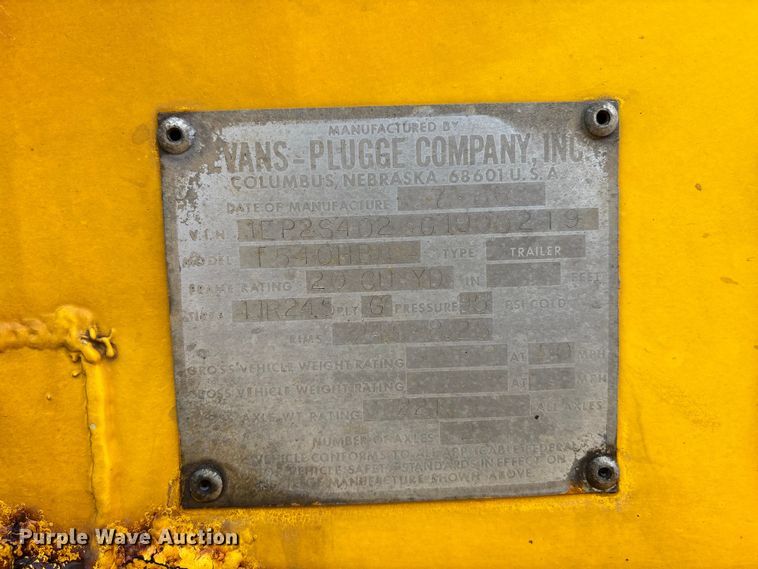 MANUFACTURED BY
EVANS-PLUGGE COMPANY, INC.
COLUMBUS, NEBRASKA 68601 U.S.A.
DATE OF MANUFACTURE
V.I.N. 1EP2S402
MODEL TYPE TRAILER
FRAME RATING 20 CU YD IN FEET
TIRES 11R24.5 PLY G PRESSURE PSI COLD
RIMS
GROSS VEHICLE WEIGHT RATING AT MPH
GROSS VEHICLE WEIGHT RATING AT MPH
AXLE WT RATING ALL AXLES
NUMBER OF AXLES
VEHICLE CONFORMS TO ALL APPLICABLE FEDERAL
VEHICLE SAFETY STANDARDS IN EFFECT ON
DATE MANUFACTURE SHOWN ABOVE
Purple Wave Auction